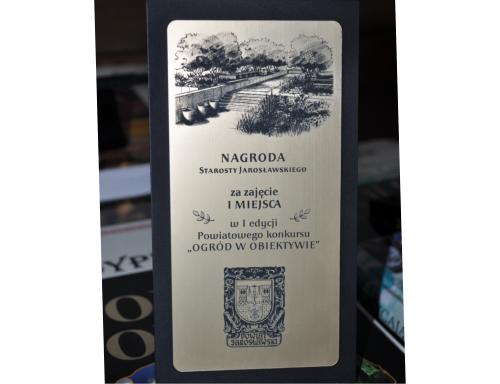 NAGRODA
STAROSTY JAROSŁAWSKIEGO
za zajęcie
I MIEJSCA
w I edycji
Powiatowego konkursu
„OGRÓD W OBIEKTYWIE”
POWIAT
JAROSŁAWSKI